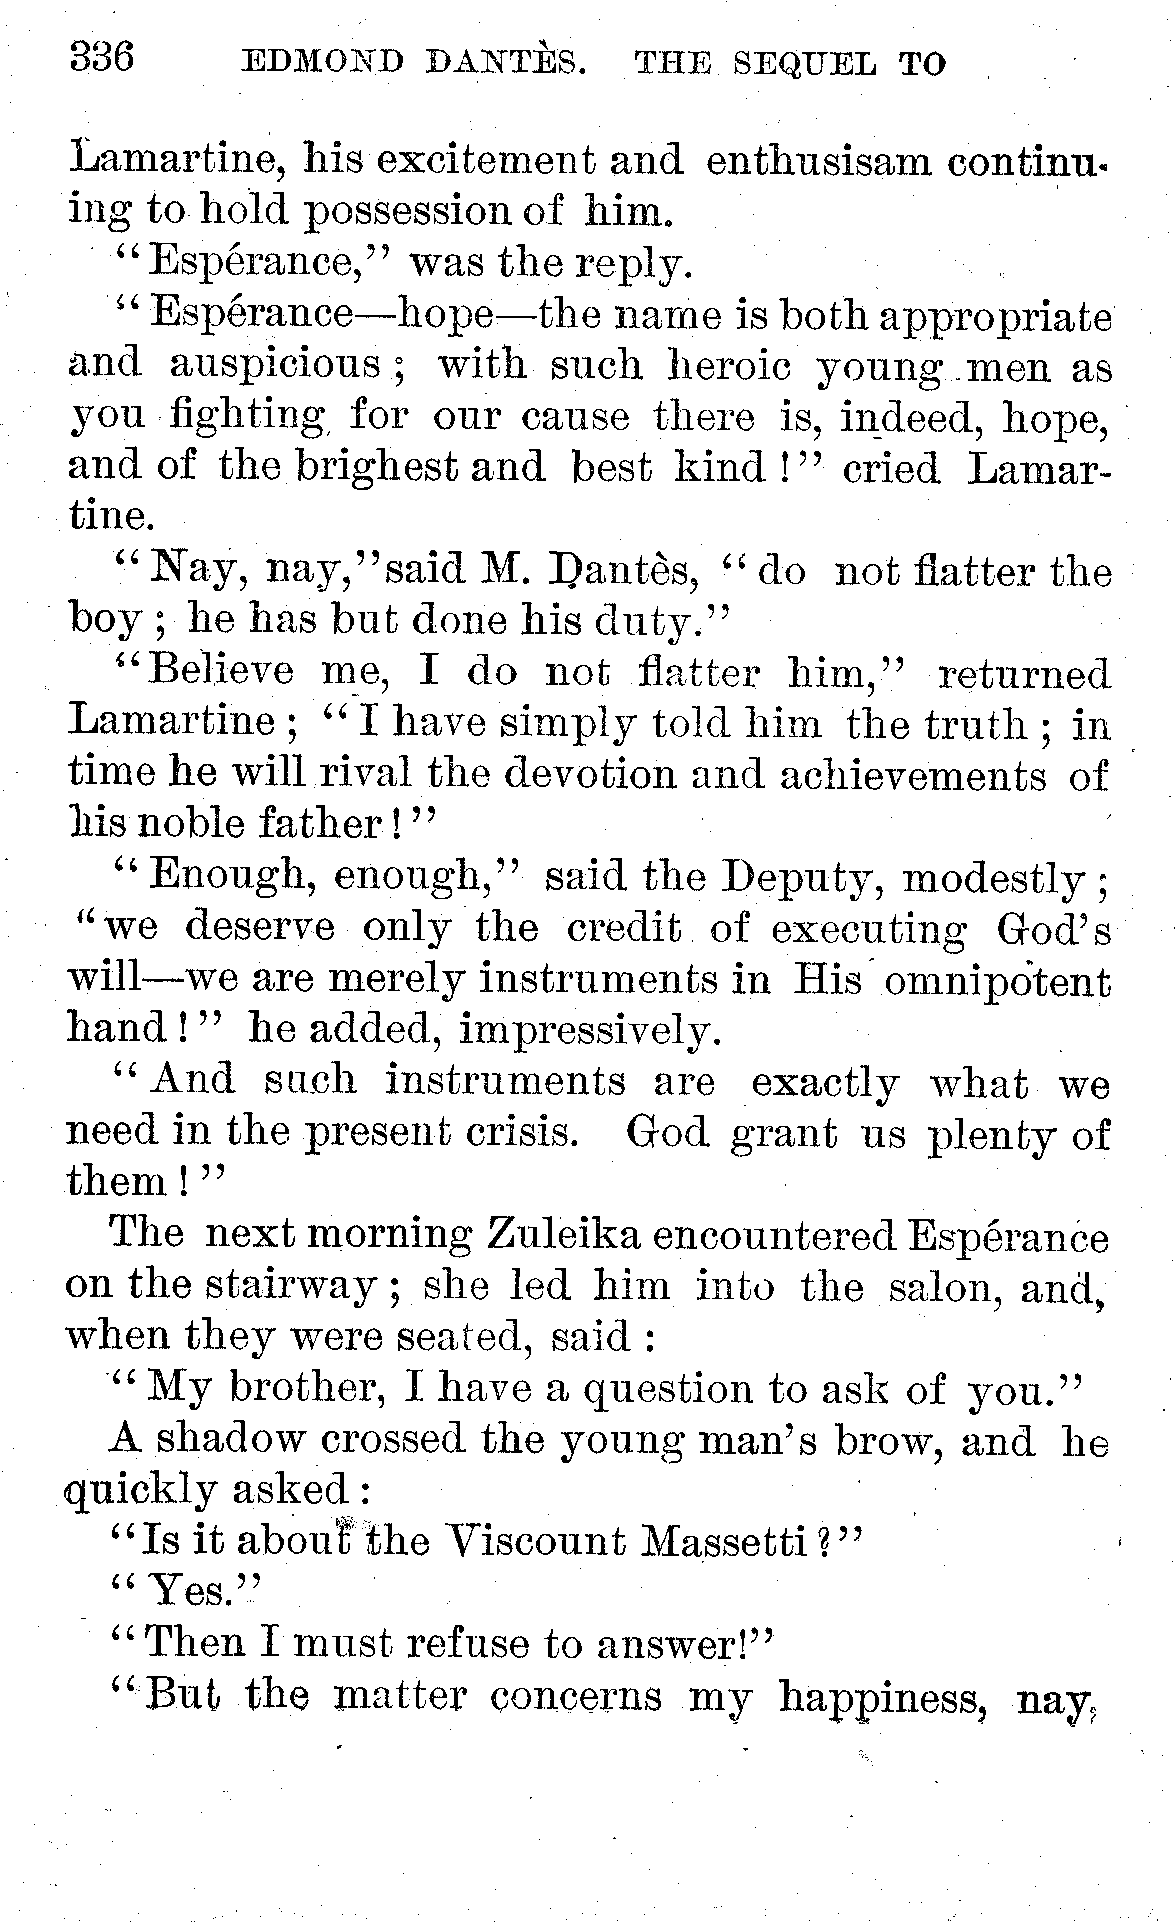 336 EDMOND DANTÈS. THE SEQUEL TO
Lamartine, his excitement and enthusisam continu-
ing to hold possession of him.
“Espérance,” was the reply.
“Espérance—hope—the name is both appropriate
and auspicious; with such heroic young men as
you fighting for our cause there is, indeed, hope,
and of the brighest and best kind!” cried Lamar-
tine.
“Nay, nay,”said M. Dantès, “do not flatter the
boy; he has but done his duty.”
“Believe me, I do not flatter him,” returned
Lamartine; “I have simply told him the truth; in
time he will rival the devotion and achievements of
his noble father!”
“Enough, enough,” said the Deputy, modestly;
“we deserve only the credit of executing God’s
will—we are merely instruments in His omnipotent
hand!” he added, impressively.
“And such instruments are exactly what we
need in the present crisis. God grant us plenty of
them!”
The next morning Zuleika encountered Espérance
on the stairway; she led him into the salon, and,
when they were seated, said:
“My brother, I have a question to ask of you.”
A shadow crossed the young man’s brow, and he
quickly asked:
“Is it about the Viscount Massetti?”
“Yes.”
“Then I must refuse to answer!”
“But the matter concerns my happiness, nay,